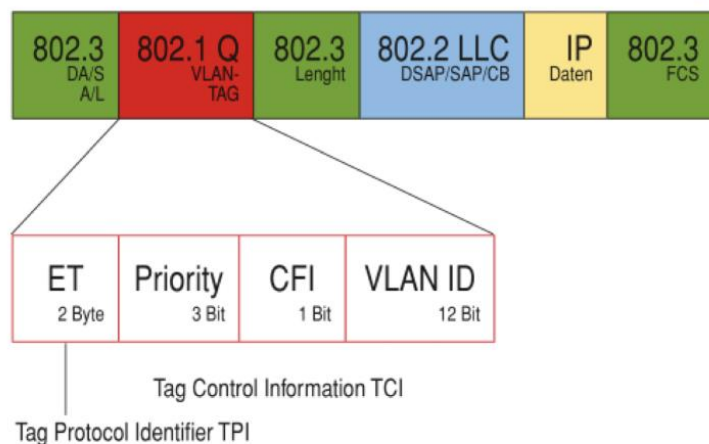 802.3
DA/S
A/L
802.1 Q
VLAN-
TAG
802.3
Lenght
802.2 LLC
DSAP/SAP/CB
IP
Daten
802.3
FCS
ET
2 Byte
Priority
3 Bit
CFI
1 Bit
VLAN ID
12 Bit
Tag Control Information TCI
Tag Protocol Identifier TPI